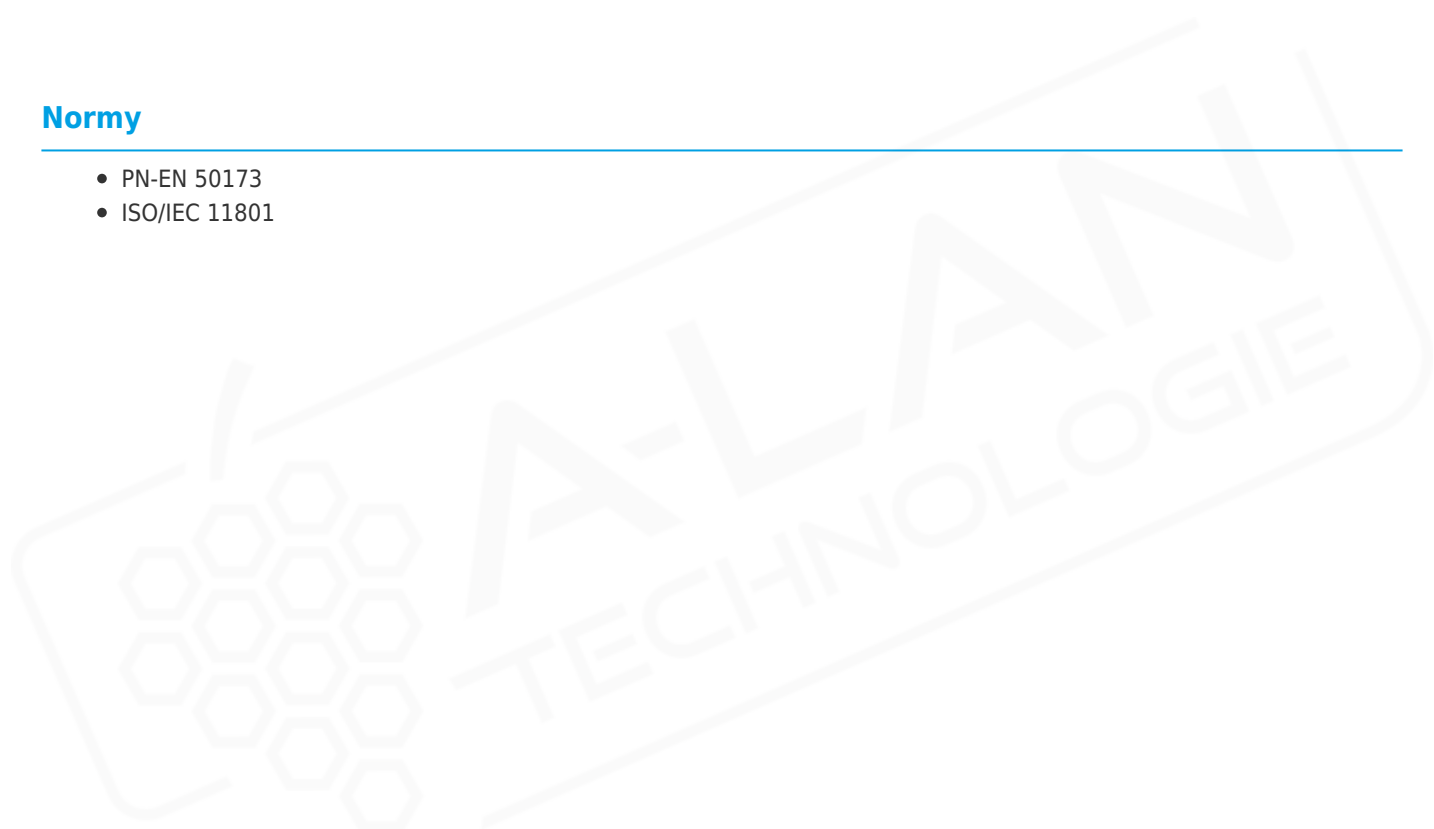 Normy
• PN-EN 50173
• ISO/IEC 11801
A-LAN
TECHNOLOGIE